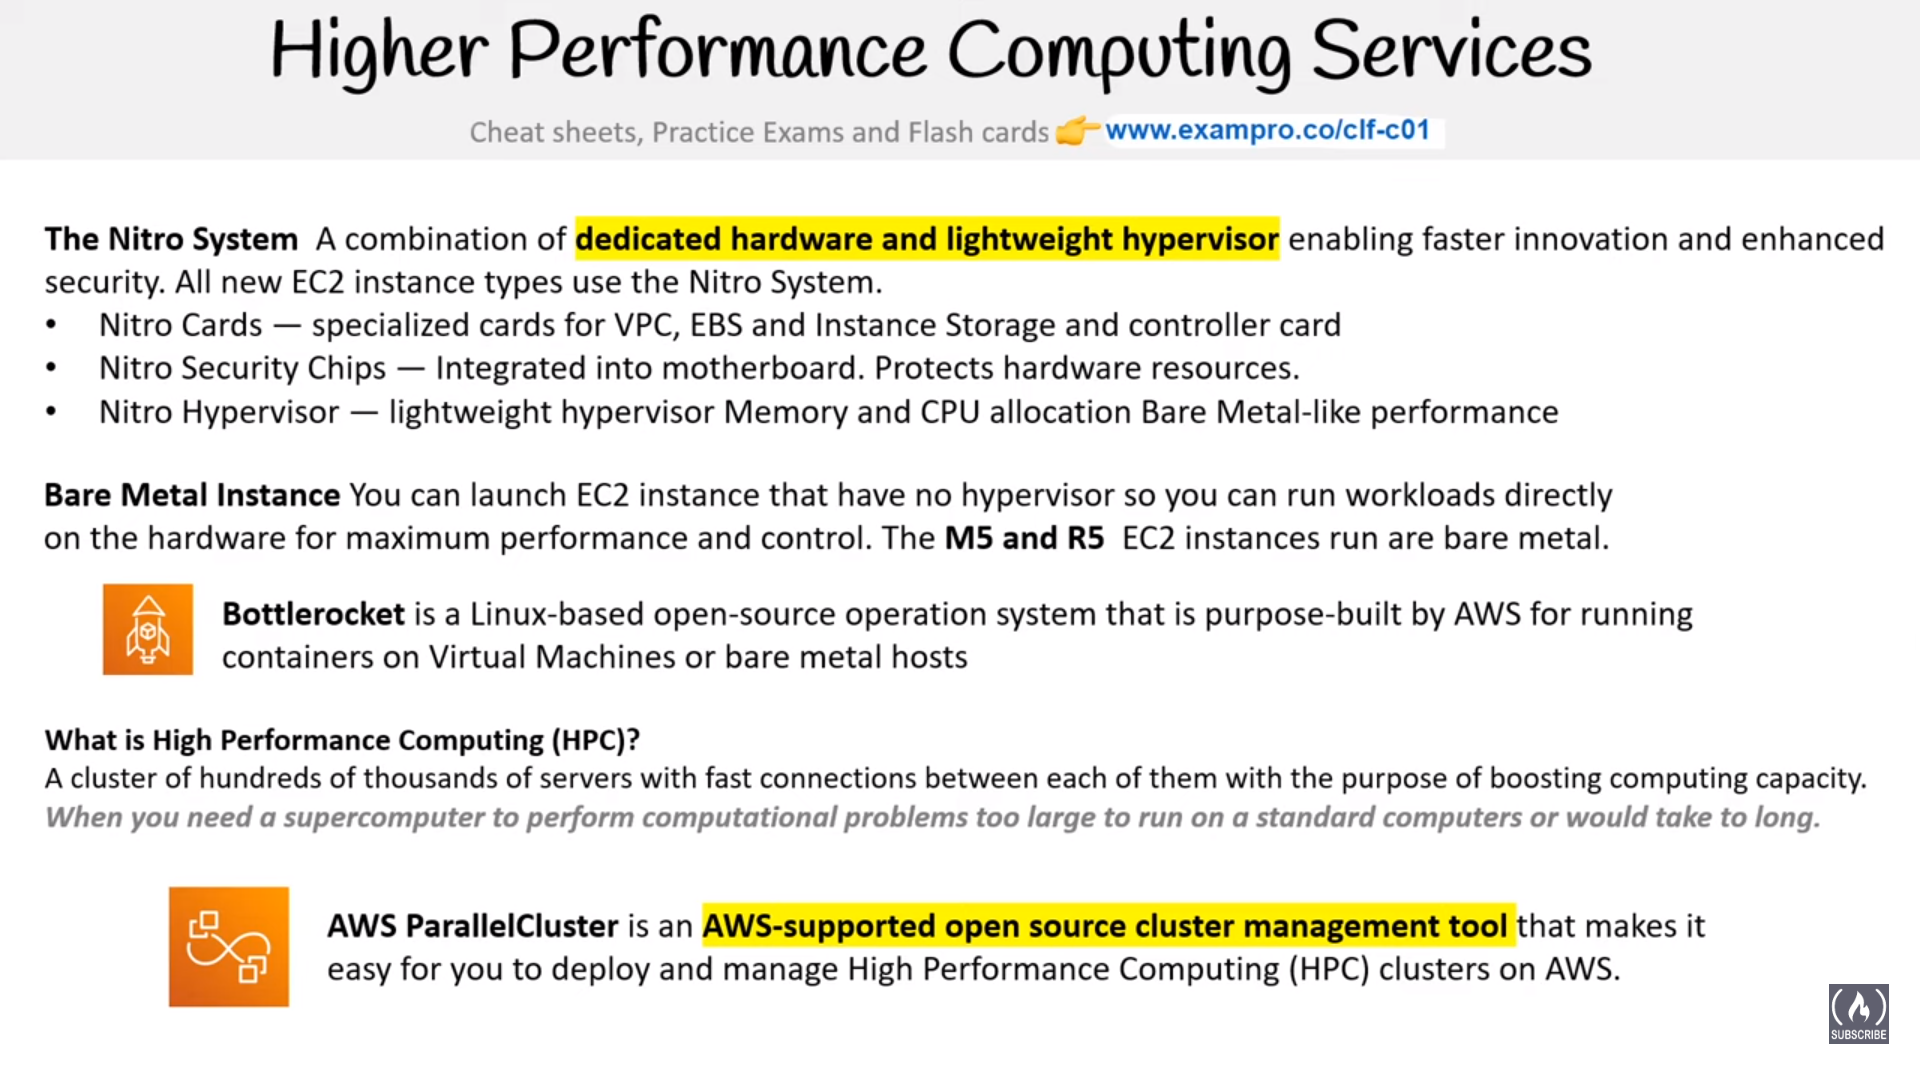 Higher Performance Computing Services
Cheat sheets, Practice Exams and Flash cards 👉 www.exampro.co/clf-c01
The Nitro System A combination of dedicated hardware and lightweight hypervisor enabling faster innovation and enhanced
security. All new EC2 instance types use the Nitro System.
• Nitro Cards — specialized cards for VPC, EBS and Instance Storage and controller card
• Nitro Security Chips — Integrated into motherboard. Protects hardware resources.
• Nitro Hypervisor — lightweight hypervisor Memory and CPU allocation Bare Metal-like performance
Bare Metal Instance You can launch EC2 instance that have no hypervisor so you can run workloads directly
on the hardware for maximum performance and control. The M5 and R5 EC2 instances run are bare metal.
Bottlerocket is a Linux-based open-source operation system that is purpose-built by AWS for running
containers on Virtual Machines or bare metal hosts
What is High Performance Computing (HPC)?
A cluster of hundreds of thousands of servers with fast connections between each of them with the purpose of boosting computing capacity.
When you need a supercomputer to perform computational problems too large to run on a standard computers or would take to long.
AWS ParallelCluster is an AWS-supported open source cluster management tool that makes it
easy for you to deploy and manage High Performance Computing (HPC) clusters on AWS.
SUBSCRIBE